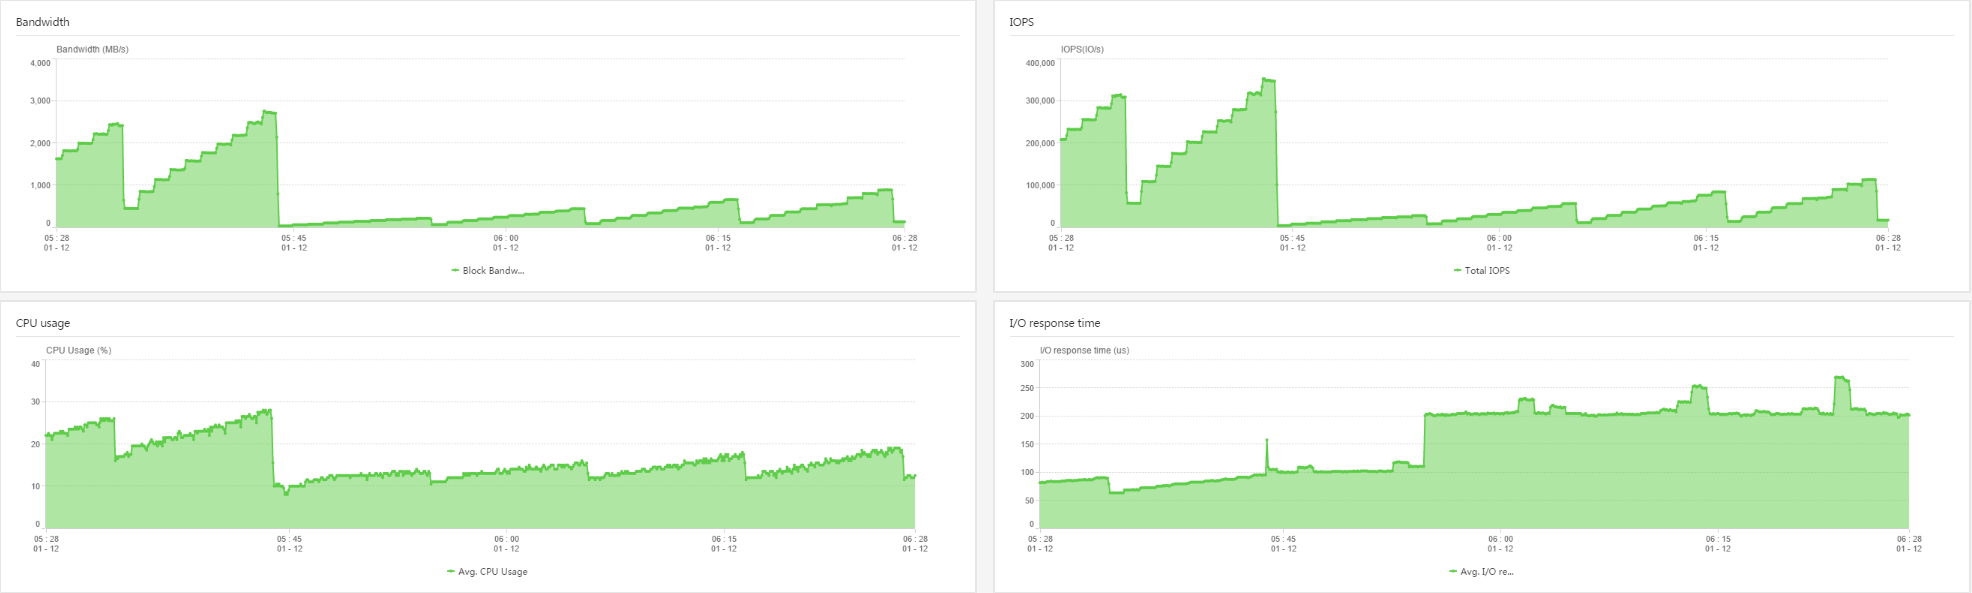 Bandwidth
Bandwidth (MB/s)
4,000
3,000
2,000
1,000
0
05 : 28
01 - 12
05 : 45
01 - 12
06 : 00
01 - 12
06 : 15
01 - 12
06 : 28
01 - 12
Block Bandw...
IOPS
IOPS(IO/s)
400,000
300,000
200,000
100,000
0
05 : 28
01 - 12
05 : 45
01 - 12
06 : 00
01 - 12
06 : 15
01 - 12
06 : 28
01 - 12
Total IOPS
CPU usage
CPU Usage (%)
40
30
20
10
0
05 : 28
01 - 12
05 : 45
01 - 12
06 : 00
01 - 12
06 : 15
01 - 12
06 : 28
01 - 12
Avg. CPU Usage
I/O response time
I/O response time (us)
300
250
200
150
100
50
0
05 : 28
01 - 12
05 : 45
01 - 12
06 : 00
01 - 12
06 : 15
01 - 12
06 : 28
01 - 12
Avg. I/O re...